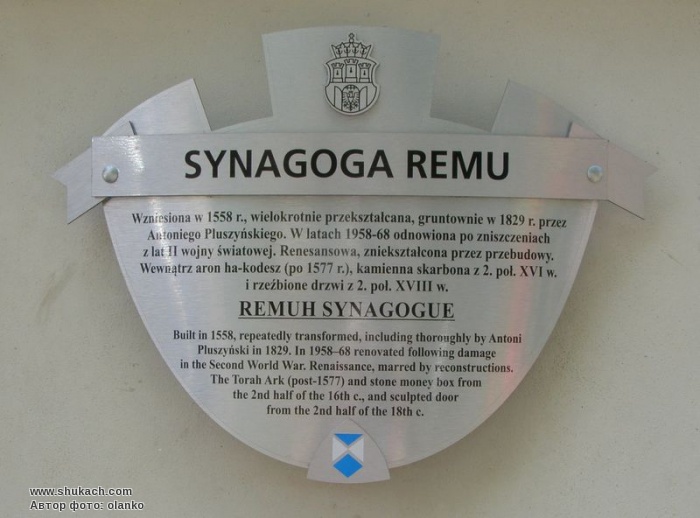 SYNAGOGA REMU
Wzniesiona w 1558 r., wielokrotnie przekształcana, gruntownie w 1829 r. przez
Antoniego Pluszyńskiego. W latach 1958-68 odnowiona po zniszczeniach
z lat II wojny światowej. Renesansowa, zniekształcona przez przebudowy.
Wewnątrz aron ha-kodesz (po 1577 r.), kamienna skarbona z 2. poł. XVI w.
i rzeźbione drzwi z 2. poł. XVIII w.
REMUH SYNAGOGUE
Built in 1558, repeatedly transformed, including thoroughly by Antoni
Pluszyński in 1829. In 1958–68 renovated following damage
in the Second World War. Renaissance, marred by reconstructions.
The Torah Ark (post-1577) and stone money box from
the 2nd half of the 16th c., and sculpted door
from the 2nd half of the 18th c.
www.shukach.com
Автор фото: olanko